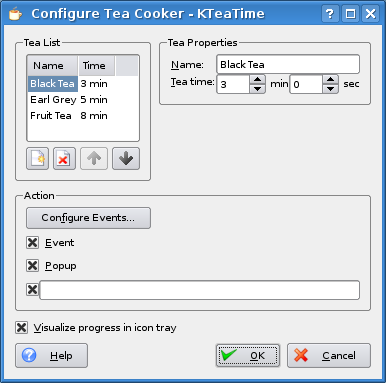 Configure Tea Cooker - KTeaTime
Tea List
Name Time
Black Tea 3 min
Earl Grey 5 min
Fruit Tea 8 min
Tea Properties
Name: Black Tea
Tea time: 3 min 0 sec
Action
Configure Events...
Event
Popup
Visualize progress in icon tray
Help
OK
Cancel